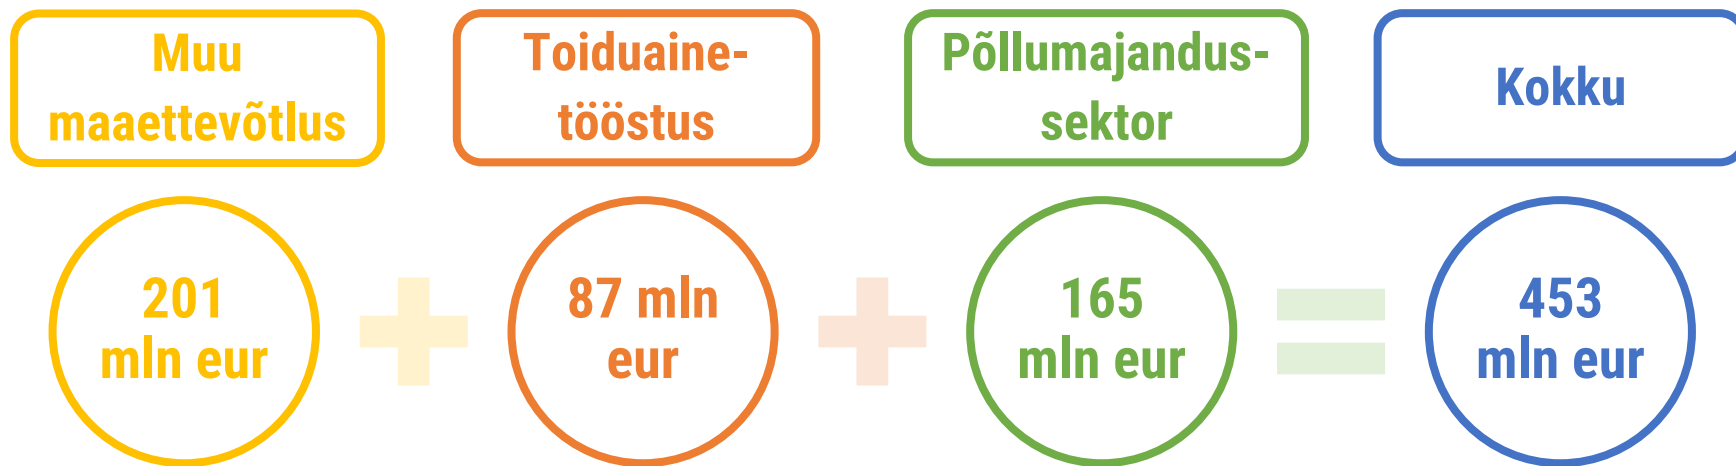 Muu
maaettevõtlus
Toiduaine-
tööstus
Põllumajandus-
sektor
Kokku
201
mln eur
87 mln
eur
165
mln eur
453
mln eur